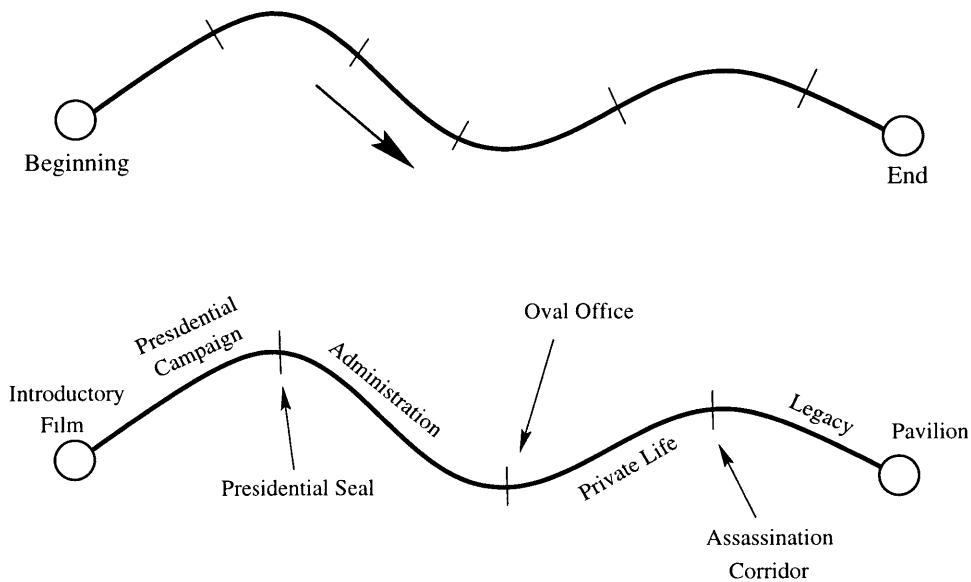 Beginning
End
Presidential
Campaign
Administration
Oval Office
Introductory
Film
Presidential Seal
Private Life
Legacy
Pavilion
Assassination
Corridor